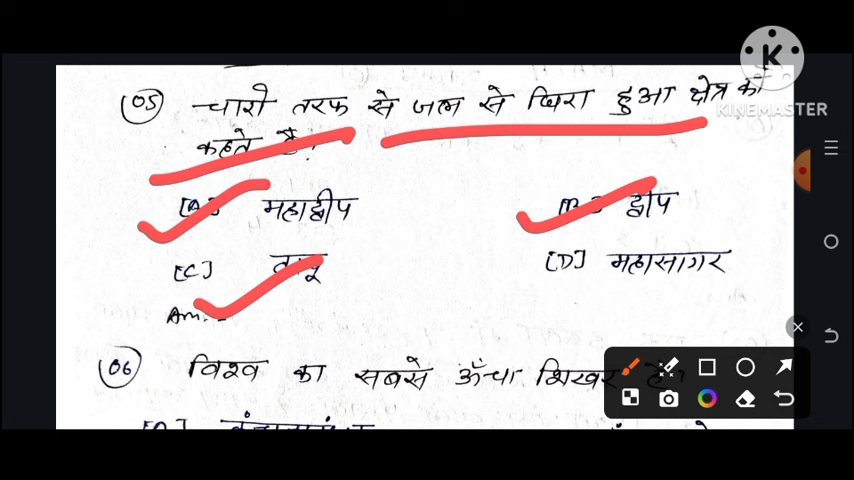 KINEMASTER
05 चारो तरफ से जल से घिरा हुआ क्षेत्र को
कहते है?
[A] महाद्वीप [B] द्वीप
[C] [D] महासागर
06 विश्व का सबसे ऊँचा शिखर है?